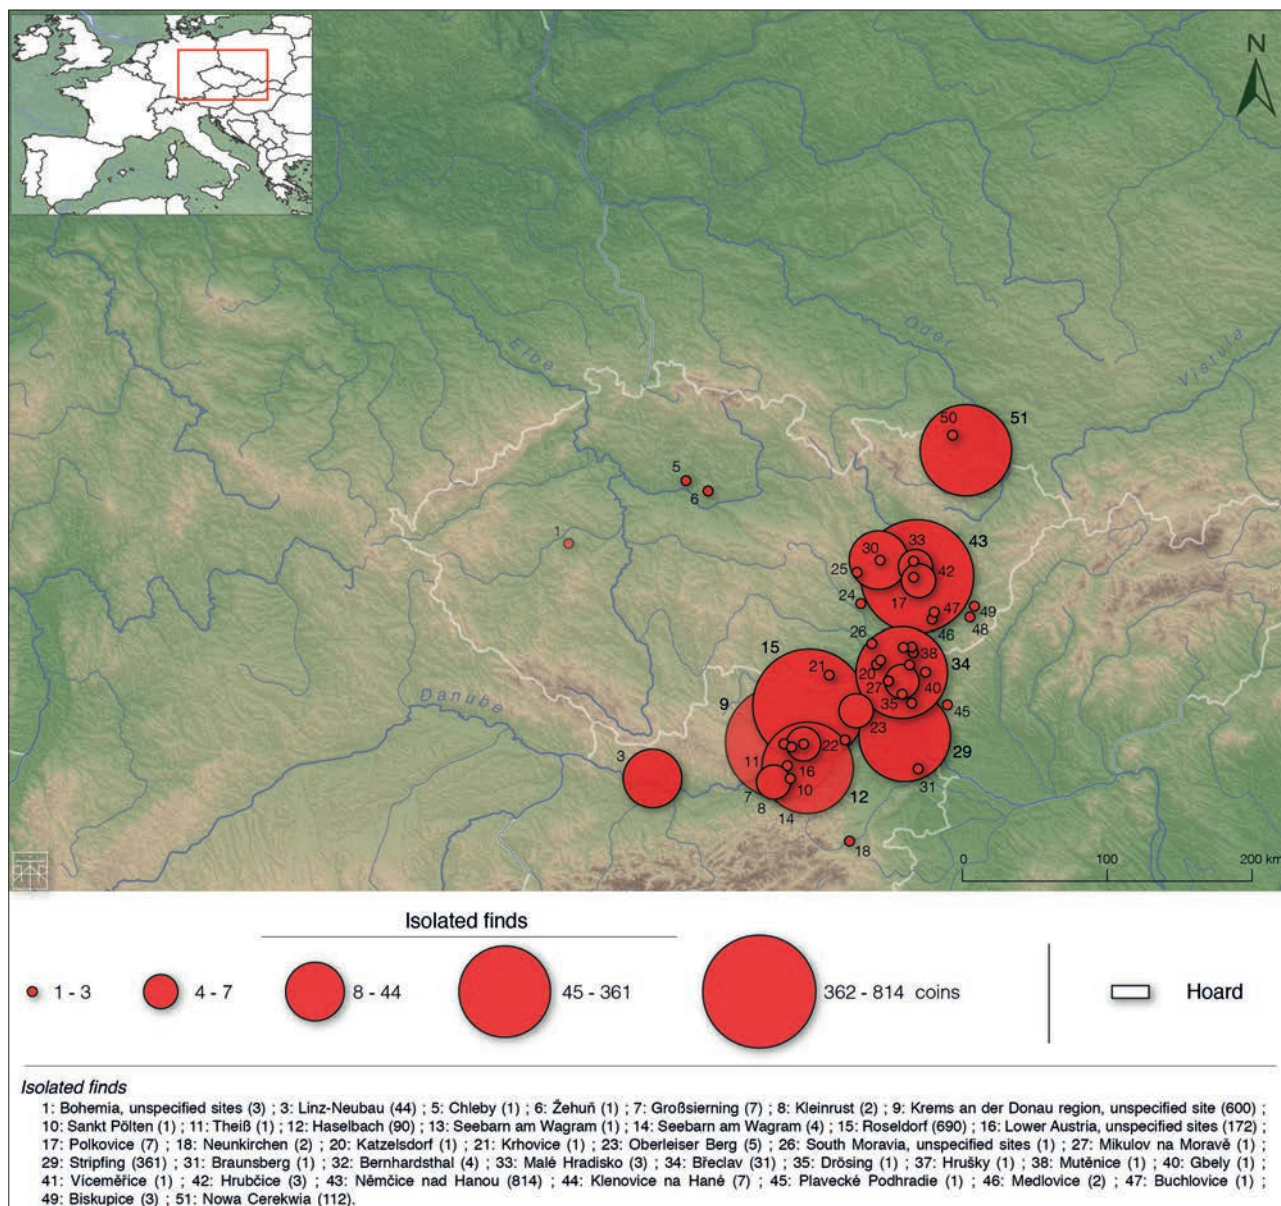 N
Elbe
Oder
Vistula
50
51
5
6
1
33
43
30
25
42
24
17
47
49
48
46
26
15
38
21
20
34
27
9
40
35
45
23
3
22
29
11
16
31
7
10
12
8
14
18
Danube
0 100 200 km
Isolated finds
1 - 3
4 - 7
8 - 44
45 - 361
362 - 814 coins
Hoard
Isolated finds
1: Bohemia, unspecified sites (3) ; 3: Linz-Neubau (44) ; 5: Chleby (1) ; 6: Žehuň (1) ; 7: Großsierning (7) ; 8: Kleinrust (2) ; 9: Krems an der Donau region, unspecified site (600) ;
10: Sankt Pölten (1) ; 11: Theiß (1) ; 12: Haselbach (90) ; 13: Seebarn am Wagram (1) ; 14: Seebarn am Wagram (4) ; 15: Roseldorf (690) ; 16: Lower Austria, unspecified sites (172) ;
17: Polkovice (7) ; 18: Neunkirchen (2) ; 20: Katzelsdorf (1) ; 21: Krhovice (1) ; 23: Oberleiser Berg (5) ; 26: South Moravia, unspecified sites (1) ; 27: Mikulov na Moravě (1) ;
29: Stripfing (361) ; 31: Braunsberg (1) ; 32: Bernhardsthal (4) ; 33: Malé Hradisko (3) ; 34: Břeclav (31) ; 35: Drösing (1) ; 37: Hrušky (1) ; 38: Mutěnice (1) ; 40: Gbely (1) ;
41: Víceměřice (1) ; 42: Hrubčice (3) ; 43: Němčice nad Hanou (814) ; 44: Klenovice na Hané (7) ; 45: Plavecké Podhradie (1) ; 46: Medlovice (2) ; 47: Buchlovice (1) ;
49: Biskupice (3) ; 51: Nowa Cerekwia (112).